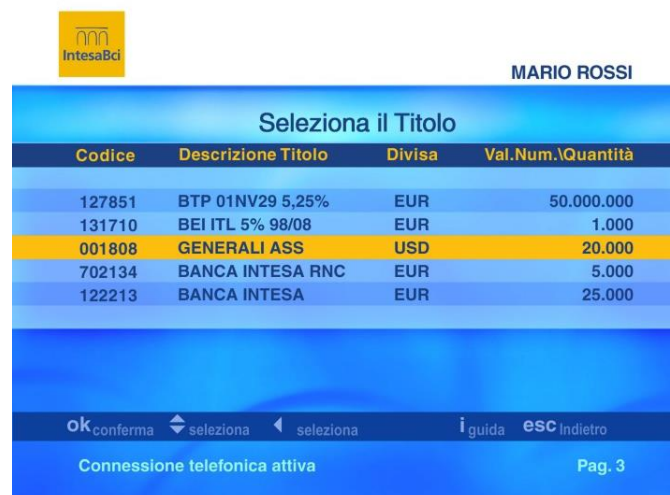 IntesaBci
MARIO ROSSI
Seleziona il Titolo
Codice Descrizione Titolo Divisa Val.Num.\Quantità
127851 BTP 01NV29 5,25% EUR 50.000.000
131710 BEI ITL 5% 98/08 EUR 1.000
001808 GENERALI ASS USD 20.000
702134 BANCA INTESA RNC EUR 5.000
122213 BANCA INTESA EUR 25.000
ok conferma seleziona seleziona i guida esc Indietro
Connessione telefonica attiva Pag. 3